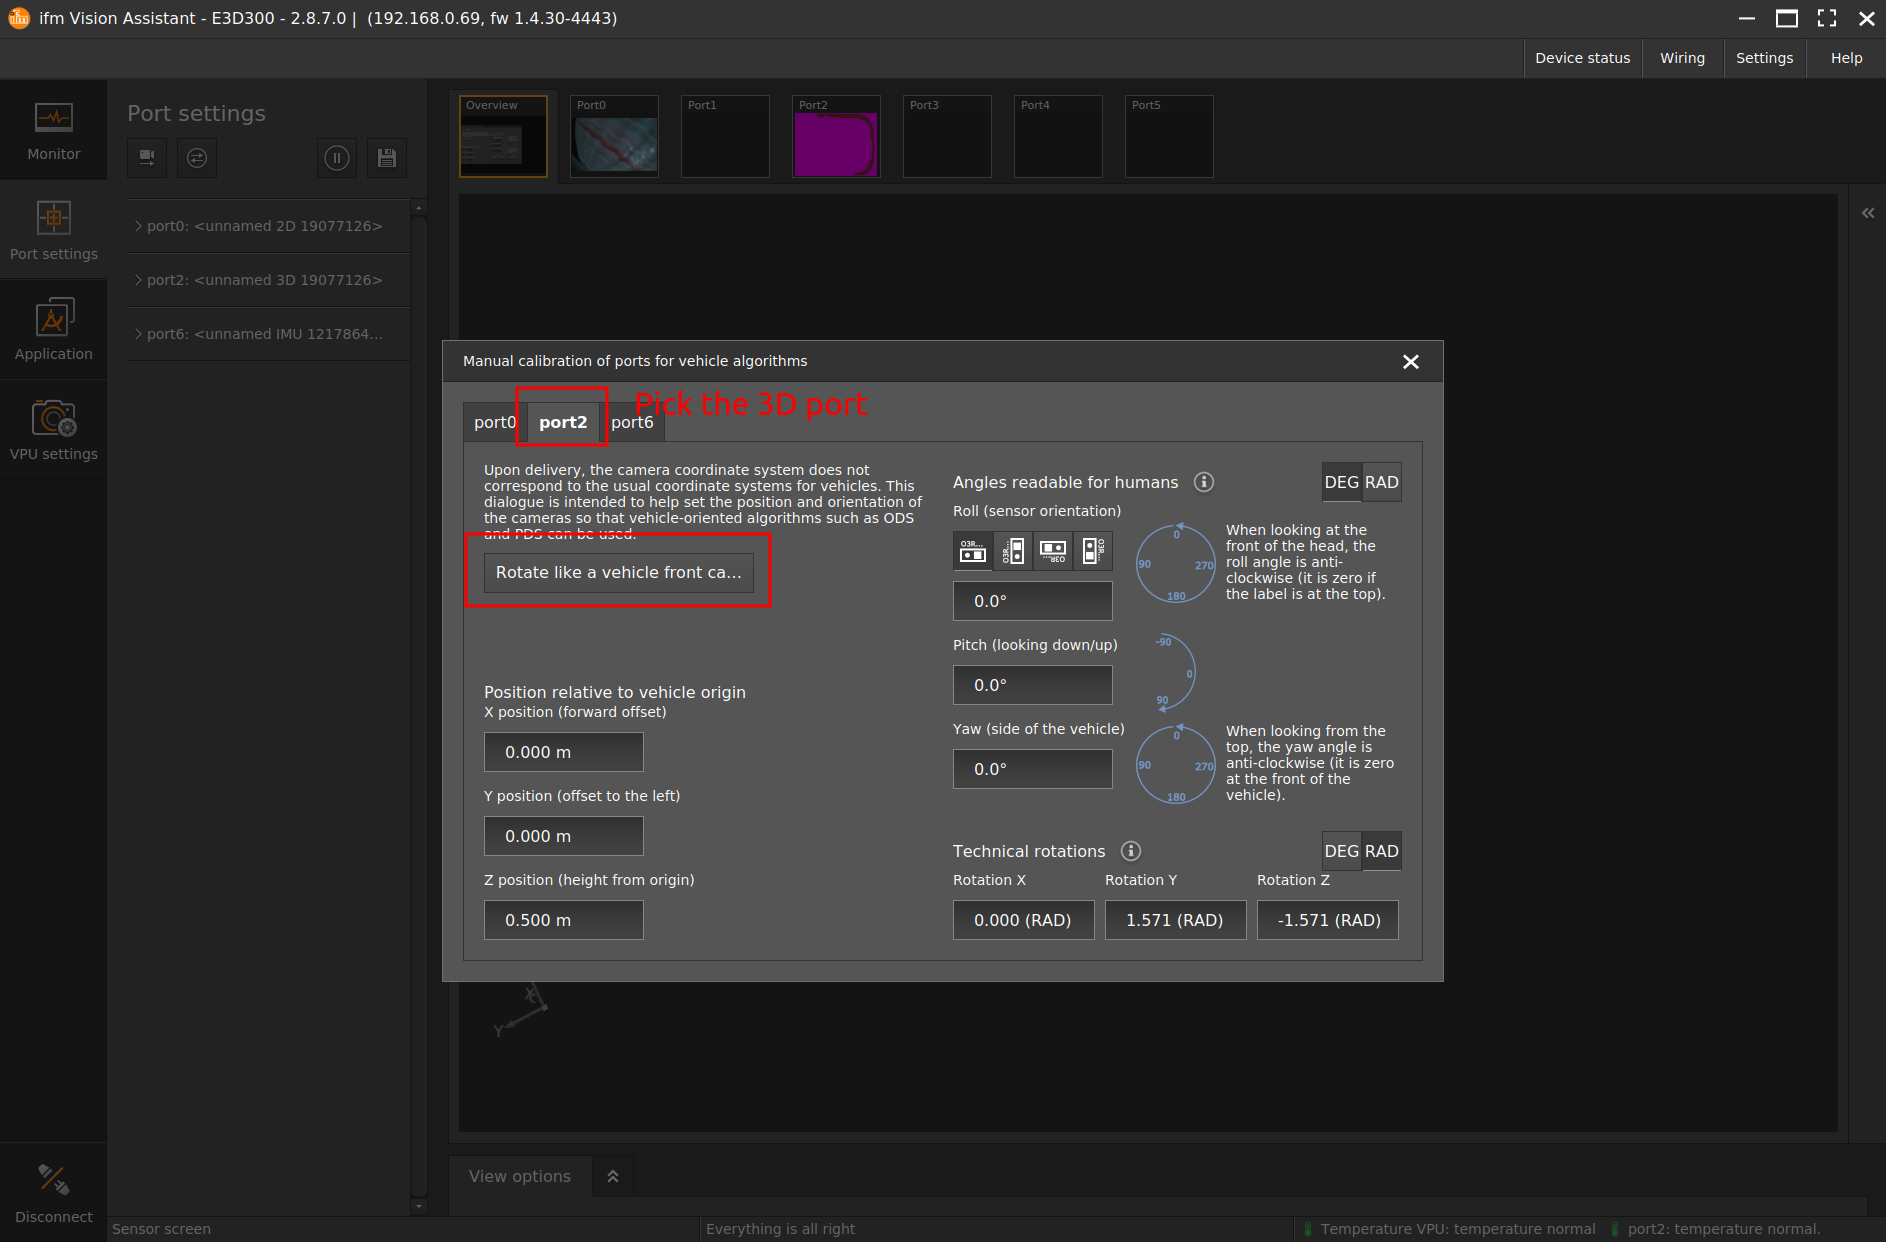 ifm Vision Assistant - E3D300 - 2.8.7.0 | (192.168.0.69, fw 1.4.30-4443)
Device status
Wiring
Settings
Help
Monitor
Port settings
Application
VPU settings
Disconnect
Port settings
port0: <unnamed 2D 19077126>
port2: <unnamed 3D 19077126>
port6: <unnamed IMU 1217864...
Overview
Port0
Port1
Port2
Port3
Port4
Port5
Manual calibration of ports for vehicle algorithms
Pick the 3D port
port0
port2
port6
Upon delivery, the camera coordinate system does not
correspond to the usual coordinate systems for vehicles. This
dialogue is intended to help set the position and orientation of
the cameras so that vehicle-oriented algorithms such as ODS
and PDS can be used.
Rotate like a vehicle front ca...
Position relative to vehicle origin
X position (forward offset)
0.000 m
Y position (offset to the left)
0.000 m
Z position (height from origin)
0.500 m
Angles readable for humans
DEG RAD
Roll (sensor orientation)
O3R...
O3R...
O3R...
O3R...
0.0°
0
90
270
180
When looking at the
front of the head, the
roll angle is anti-
clockwise (it is zero if
the label is at the top).
Pitch (looking down/up)
0.0°
-90
0
90
Yaw (side of the vehicle)
0.0°
0
90
270
180
When looking from the
top, the yaw angle is
anti-clockwise (it is zero
at the front of the
vehicle).
Technical rotations
DEG RAD
Rotation X
Rotation Y
Rotation Z
0.000 (RAD)
1.571 (RAD)
-1.571 (RAD)
X
Y
View options
Sensor screen
Everything is all right
Temperature VPU: temperature normal
port2: temperature normal.